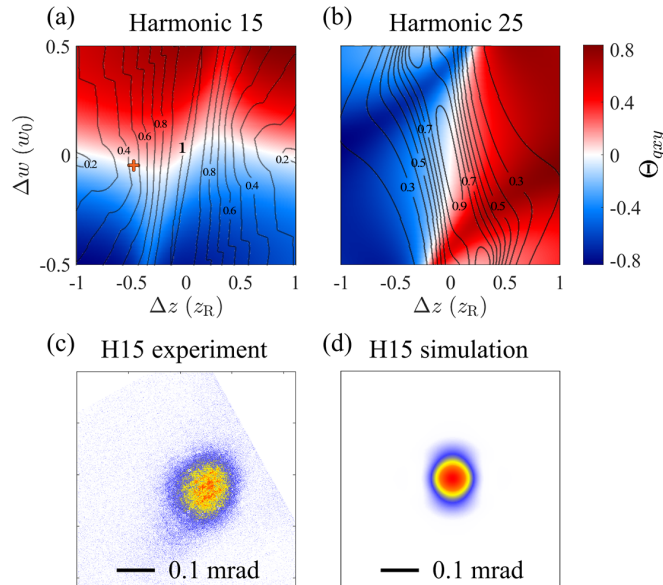 (a) Harmonic 15
(b) Harmonic 25
0.5
0
-0.5
Δw (w₀)
0.2
0.4
0.6
0.8
1
0.8
0.6
0.4
0.2
-1 -0.5 0 0.5 1
Δz (z_R)
0.7
0.5
0.3
0.3
0.7
0.5
0.9
-1 -0.5 0 0.5 1
Δz (z_R)
0.8
0.4
0
-0.4
-0.8
Θqxy
(c) H15 experiment
(d) H15 simulation
0.1 mrad
0.1 mrad